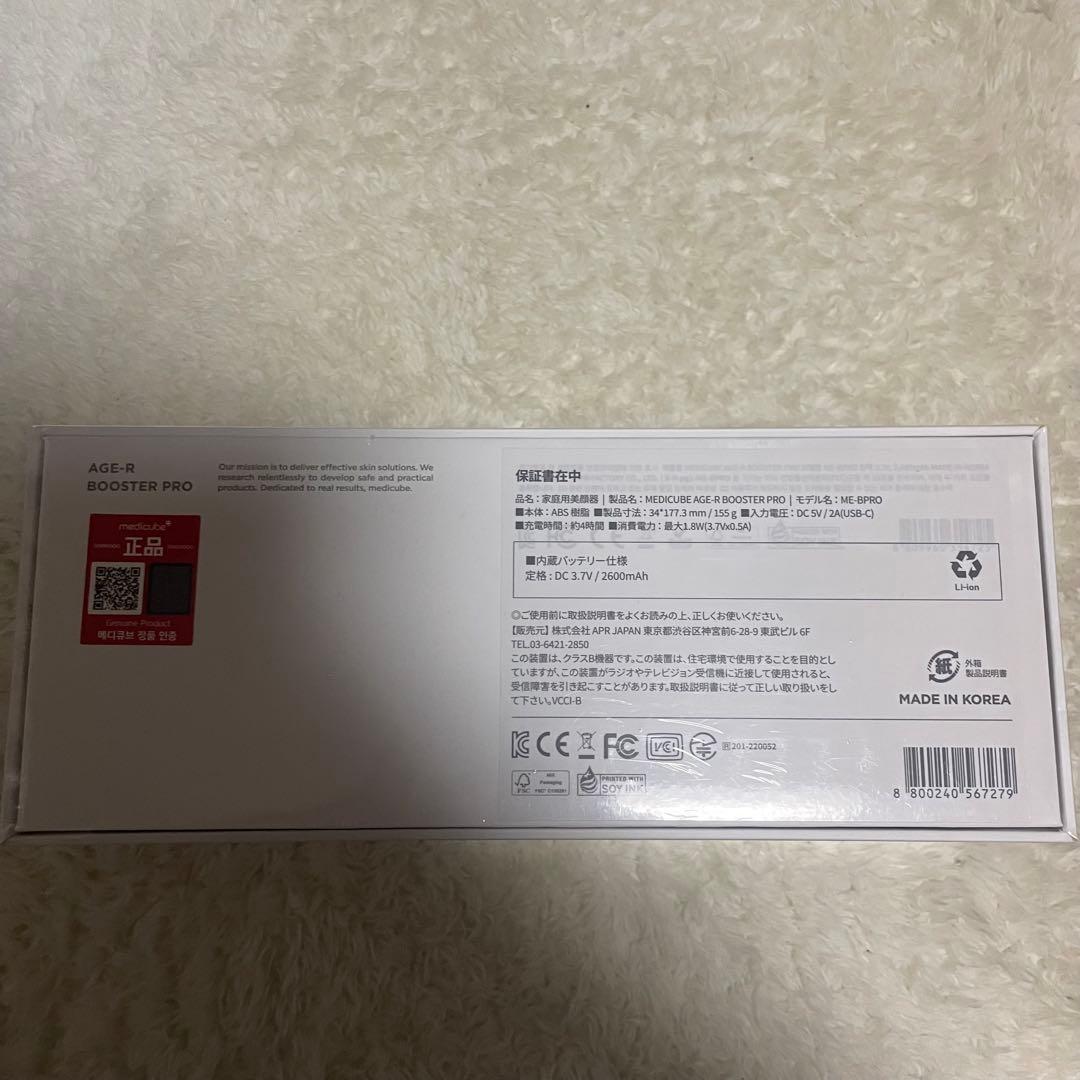 AGE-R
BOOSTER PRO
Our mission is to deliver effective skin solutions. We
research relentlessly to develop safe and practical
products. Dedicated to real results, medicube.
medicube
正品
Genuine Product
메디큐브 정품 인증
保証書在中
品名：家庭用美顔器 | 製品名：MEDICUBE AGE-R BOOSTER PRO | モデル名：ME-BPRO
■本体：ABS 樹脂 ■製品寸法：34*177.3 mm / 155 g ■入力電圧：DC 5V / 2A(USB-C)
■充電時間：約4時間 ■消費電力：最大1.8W(3.7Vx0.5A)
■内蔵バッテリー仕様
定格：DC 3.7V / 2600mAh
Li-ion
◎ご使用前に取扱説明書をよくお読みの上、正しくお使いください。
【販売元】株式会社 APR JAPAN 東京都渋谷区神宮前6-28-9 東武ビル 6F
TEL.03-6421-2850
この装置は、クラスB機器です。この装置は、住宅環境で使用することを目的とし
ていますが、この装置がラジオやテレビジョン受信機に近接して使用されると、
受信障害を引き起こすことがあります。取扱説明書に従って正しい取り扱いをし
て下さい。VCCI-B
紙
外箱
製品説明書
MADE IN KOREA
CE FC VCI 201-220052
FSC
MIX
Packaging
PRINTED WITH
SOY INK
8 800240 567279